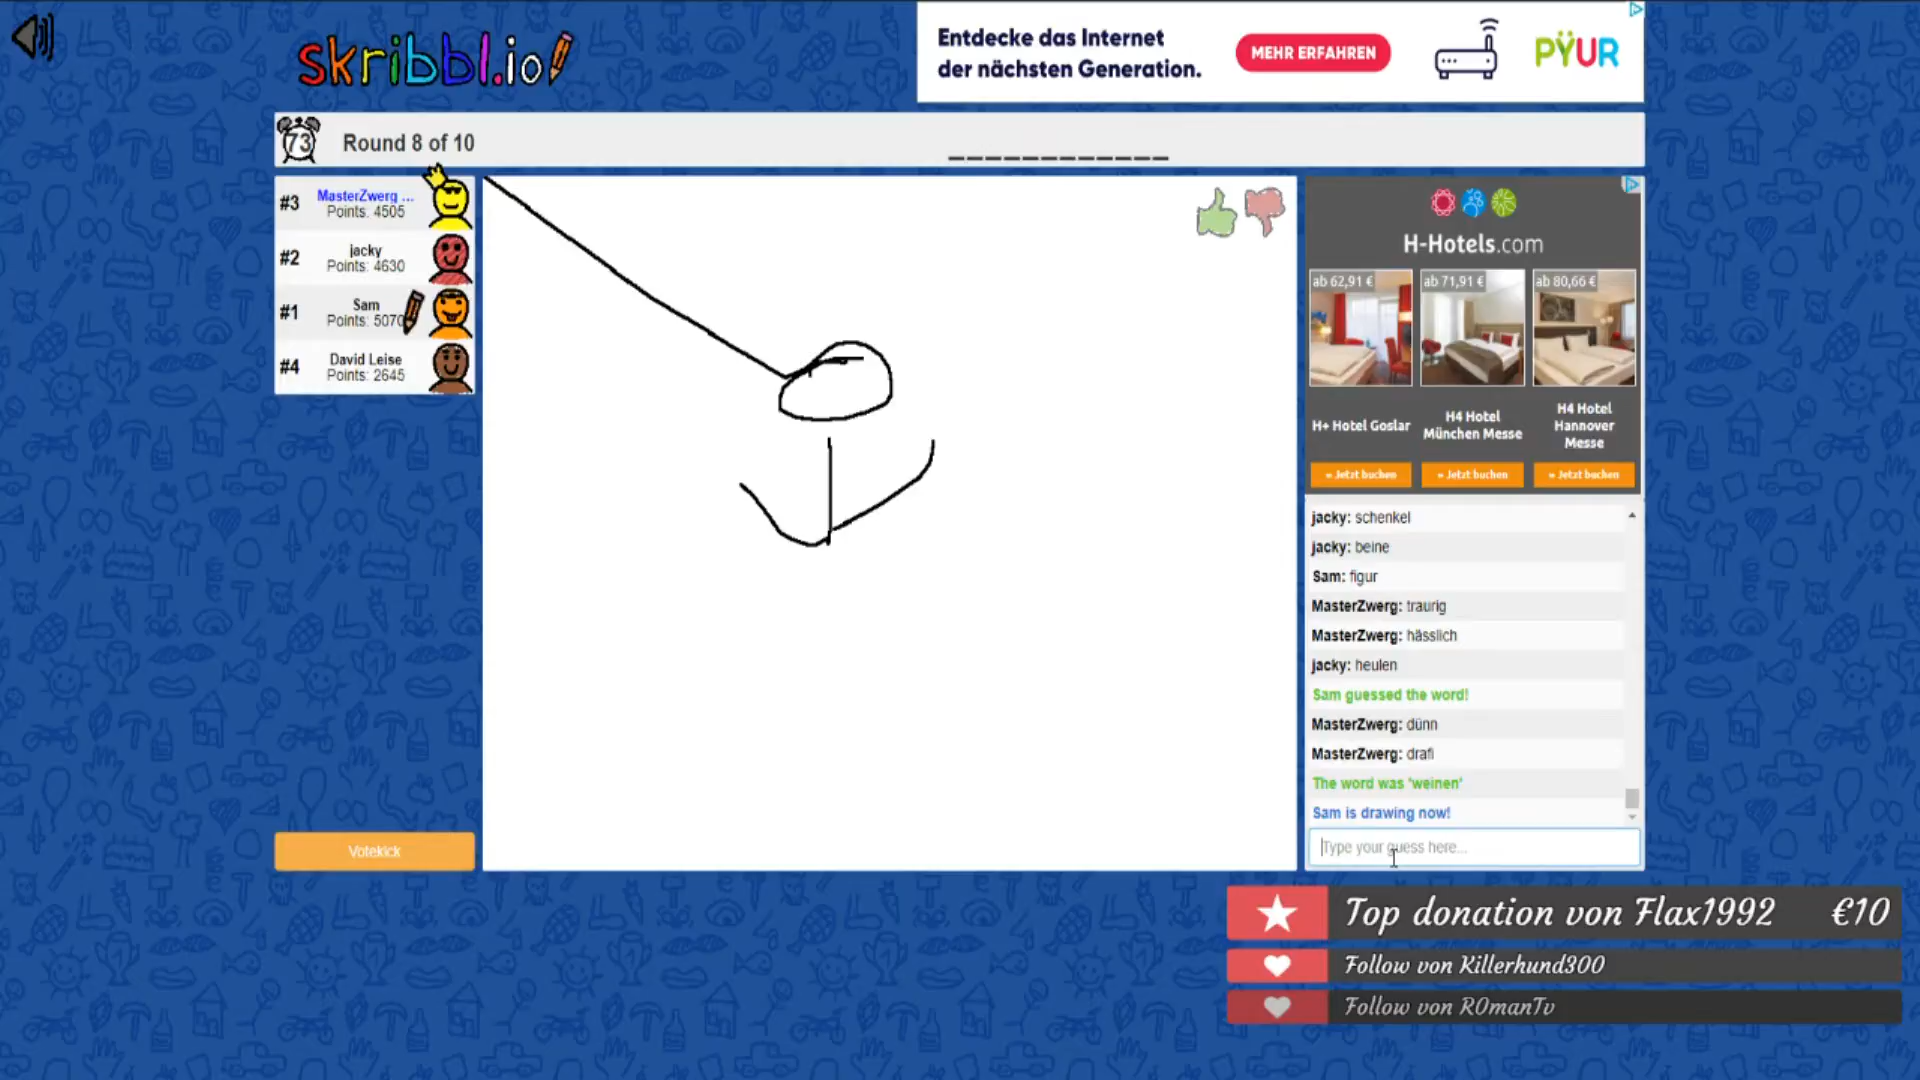 skribbl.io
Entdecke das Internet
der nächsten Generation.
MEHR ERFAHREN
PŸUR
73
Round 8 of 10
____________
#3
MasterZwerg ...
Points: 4505
#2
jacky
Points: 4630
#1
Sam
Points: 5070
#4
David Leise
Points: 2645
Votekick
H-Hotels.com
ab 62,91 €
ab 71,91 €
ab 80,66 €
H+ Hotel Goslar
H4 Hotel
München Messe
H4 Hotel
Hannover
Messe
» Jetzt buchen
» Jetzt buchen
» Jetzt buchen
jacky: schenkel
jacky: beine
Sam: figur
MasterZwerg: traurig
MasterZwerg: hässlich
jacky: heulen
Sam guessed the word!
MasterZwerg: dünn
MasterZwerg: drafi
The word was 'weinen'
Sam is drawing now!
Type your guess here...
Top donation von Flax1992 €10
Follow von Killerhund300
Follow von R0manTv